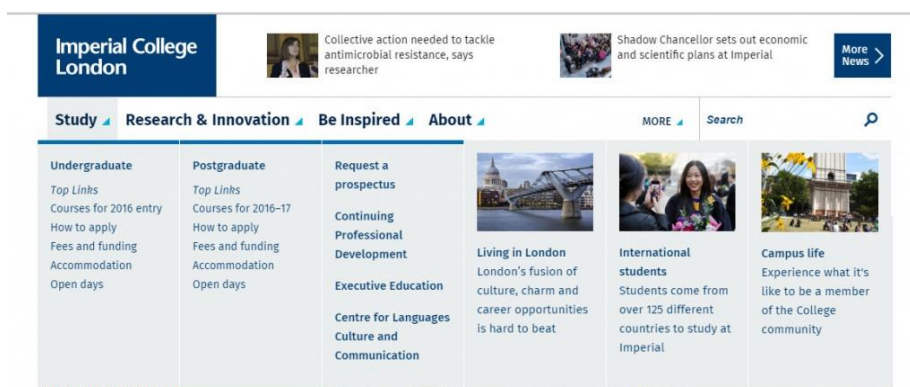 Imperial College
London
Collective action needed to tackle
antimicrobial resistance, says
researcher
Shadow Chancellor sets out economic
and scientific plans at Imperial
More
News
Study
Research & Innovation
Be Inspired
About
MORE
Search
Undergraduate
Top Links
Courses for 2016 entry
How to apply
Fees and funding
Accommodation
Open days
Postgraduate
Top Links
Courses for 2016–17
How to apply
Fees and funding
Accommodation
Open days
Request a
prospectus
Continuing
Professional
Development
Executive Education
Centre for Languages
Culture and
Communication
Living in London
London's fusion of
culture, charm and
career opportunities
is hard to beat
International
students
Students come from
over 125 different
countries to study at
Imperial
Campus life
Experience what it's
like to be a member
of the College
community